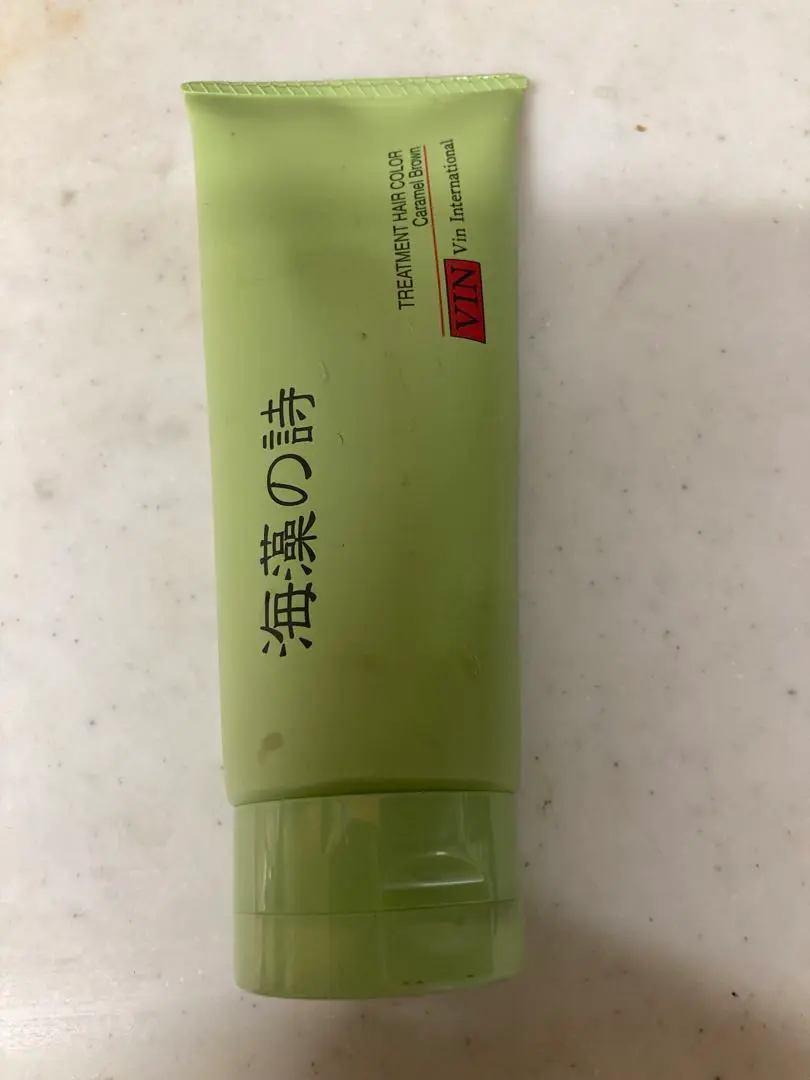 海藻の詩
TREATMENT HAIR COLOR
Caramel Brown
VIN Vin International